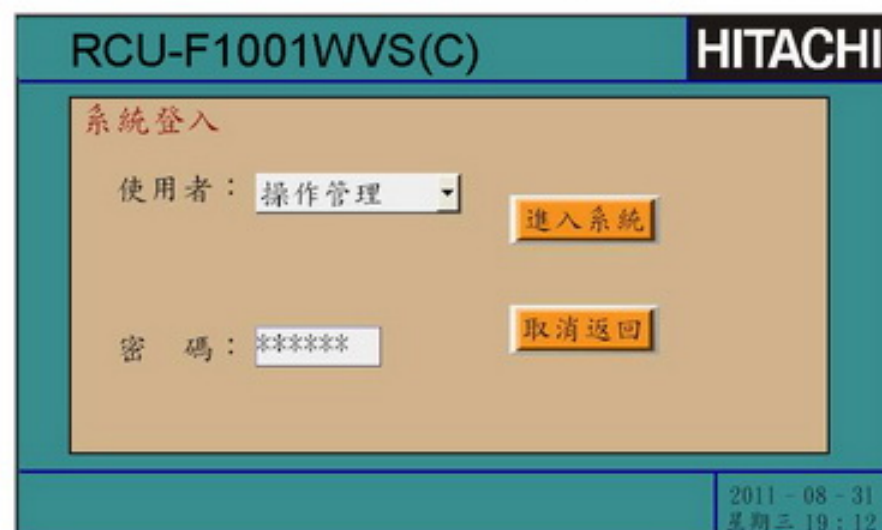 RCU-F1001WVS(C)
HITACHI
系統登入
使用者：操作管理
進入系統
密 碼：******
取消返回
2011 - 08 - 31
星期三 19 : 12